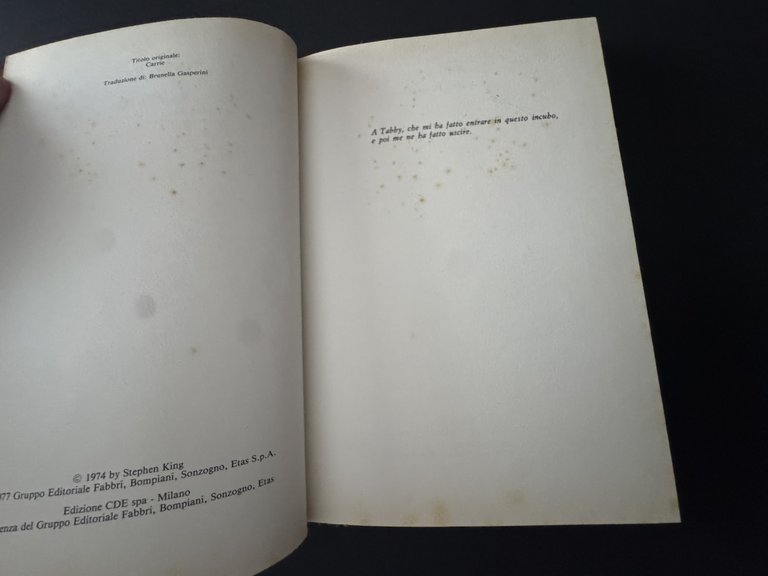 Titolo originale:
Carrie
Traduzione di: Brunella Gasperini
© 1974 by Stephen King
Gruppo Editoriale Fabbri, Bompiani, Sonzogno, Etas S.p.A.
Edizione CDE spa - Milano
del Gruppo Editoriale Fabbri, Bompiani, Sonzogno, Etas
A Tabby, che mi ha fatto entrare in questo incubo,
e poi me ne ha fatto uscire.